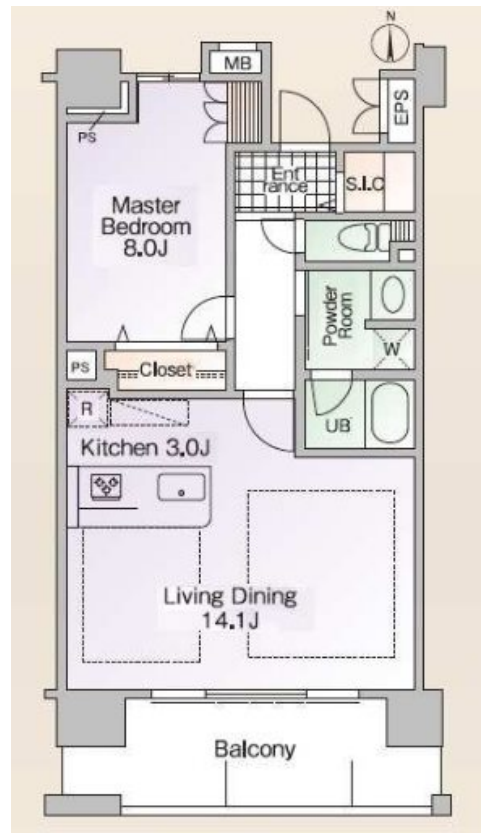 N
MB
EPS
PS
Ent
rance
S.I.C
Master
Bedroom
8.0J
Powder
Room
W
PS
Closet
R
UB
Kitchen 3.0J
Living Dining
14.1J
Balcony